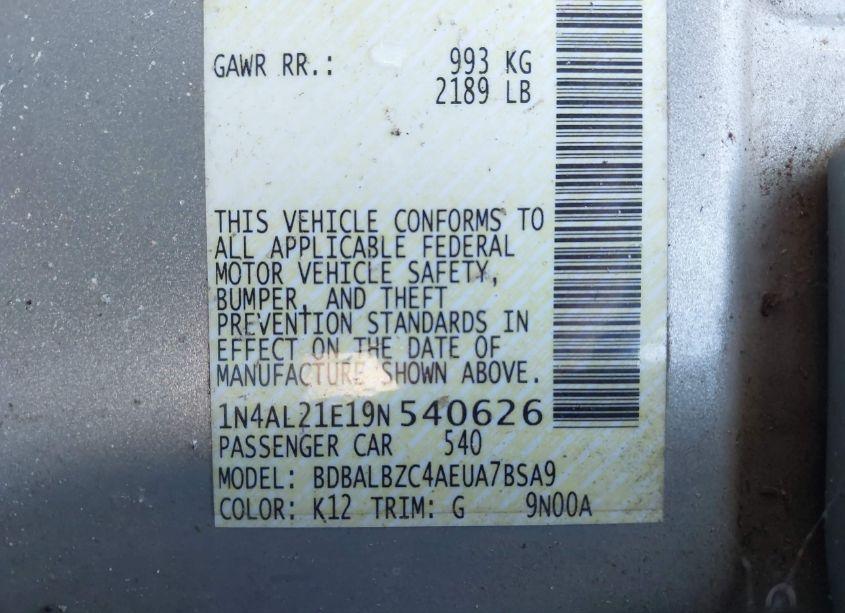 GAWR RR.: 993 KG
2189 LB
THIS VEHICLE CONFORMS TO
ALL APPLICABLE FEDERAL
MOTOR VEHICLE SAFETY,
BUMPER, AND THEFT
PREVENTION STANDARDS IN
EFFECT ON THE DATE OF
MANUFACTURE SHOWN ABOVE.
1N4AL21E19N540626
PASSENGER CAR 540
MODEL: BDBALBZC4AEUA7BSA9
COLOR: K12 TRIM: G 9N00A